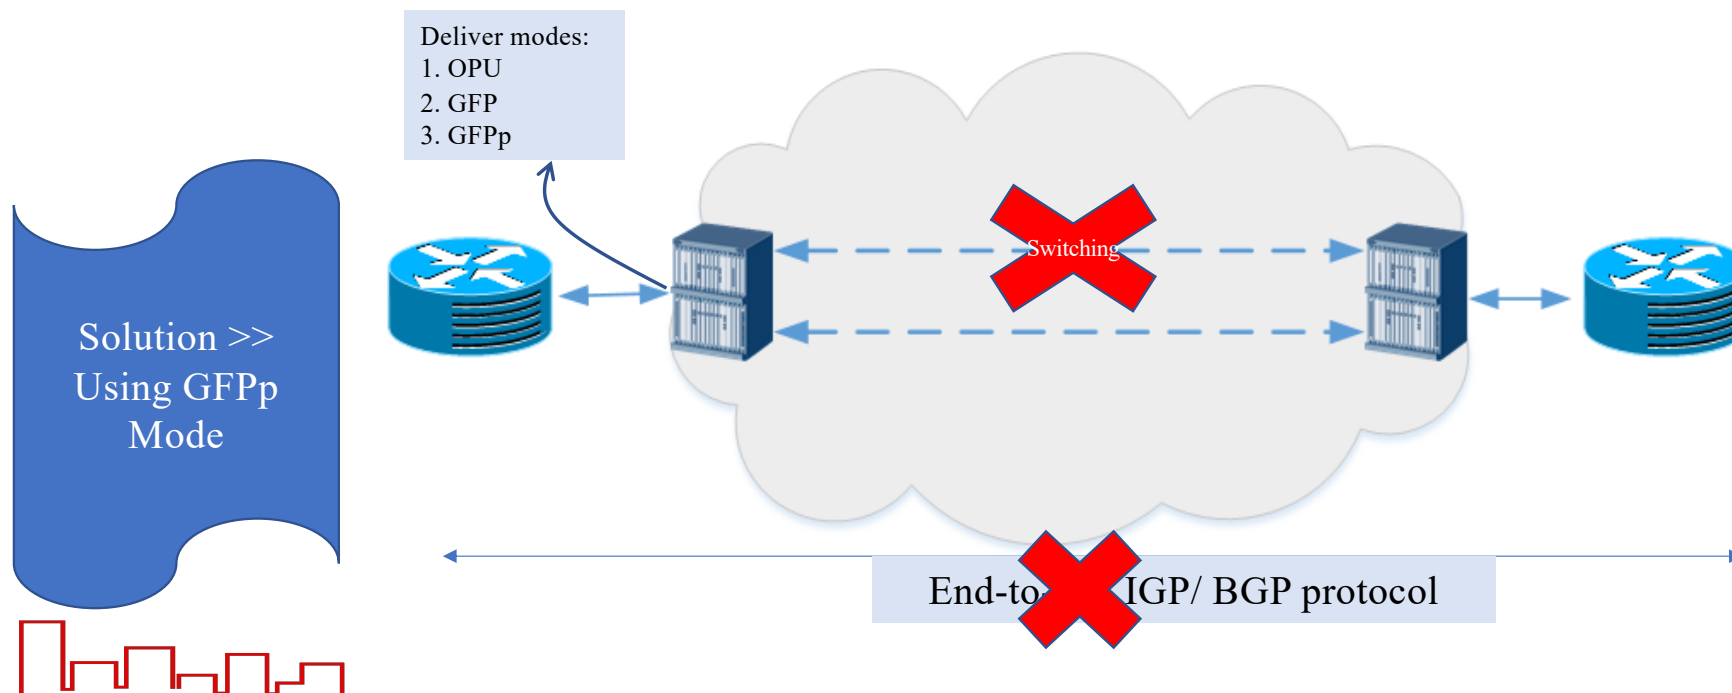 Deliver modes:
1. OPU
2. GFP
3. GFPp
Switching
Solution >>
Using GFPp
Mode
End-to- IGP/ BGP protocol